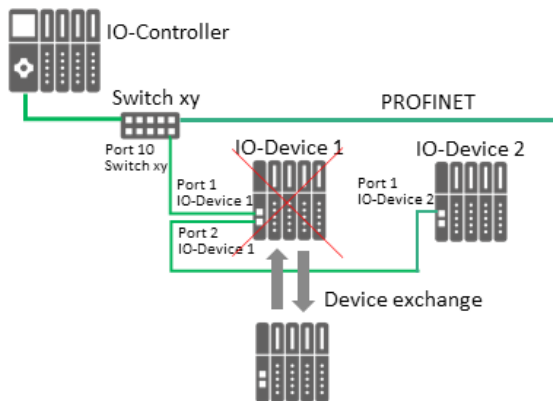 IO-Controller
Switch xy
PROFINET
Port 10
Switch xy
IO-Device 1
IO-Device 2
Port 1
IO-Device 1
Port 1
IO-Device 2
Port 2
IO-Device 1
Device exchange